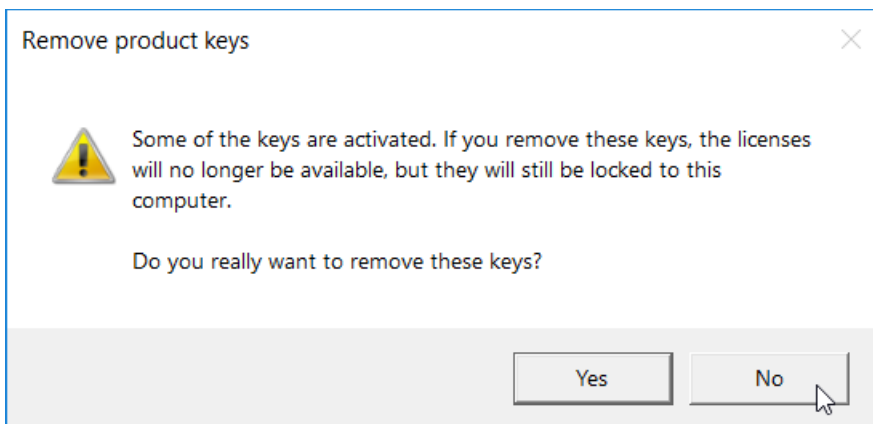 Remove product keys
Some of the keys are activated. If you remove these keys, the licenses
will no longer be available, but they will still be locked to this
computer.
Do you really want to remove these keys?
Yes
No